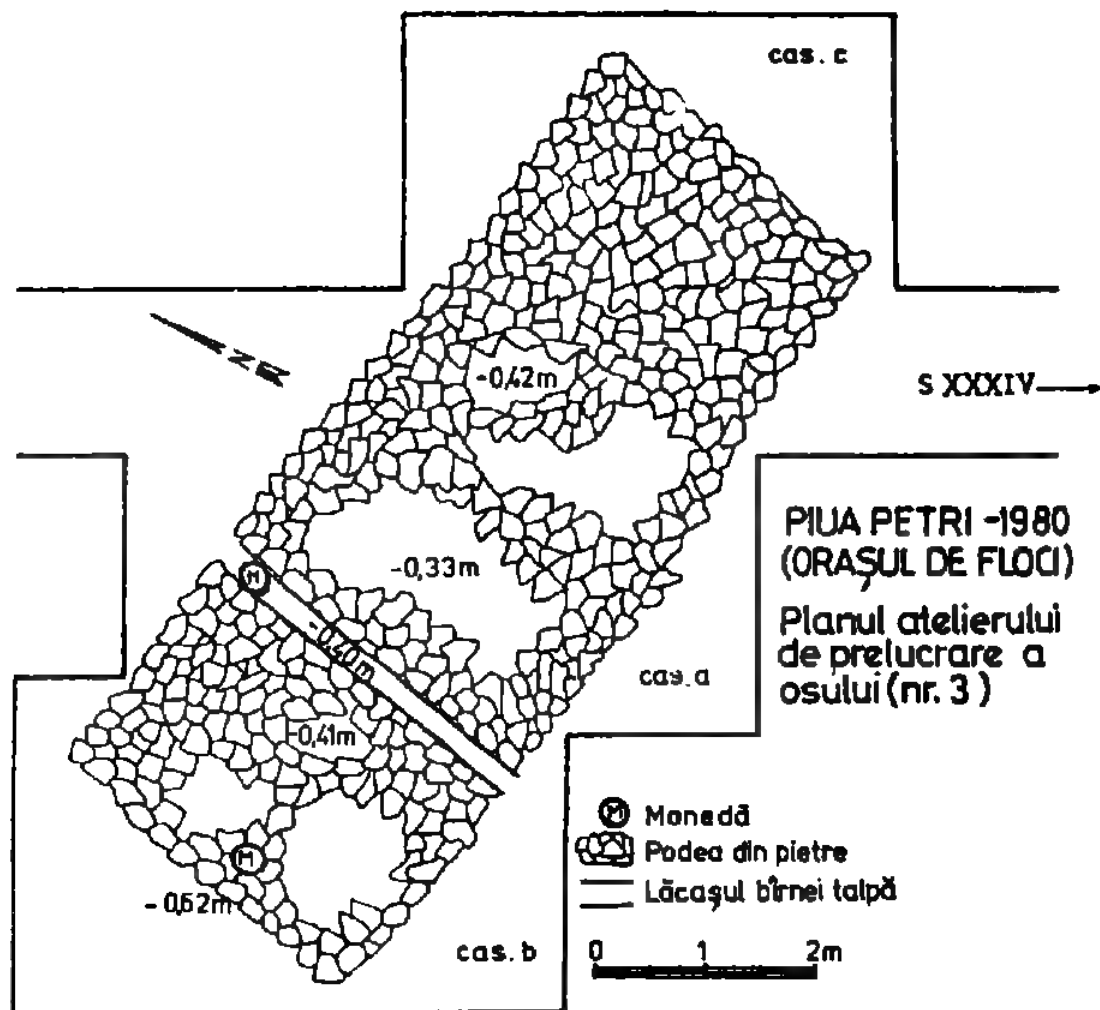 cas. c
N
-0,42m
S XXXIV
-0,33m
M
-0,40m
cas. a
-0,41m
M
-0,52m
cas. b
PIUA PETRI -1980
(ORAȘUL DE FLOCI)
Planul atelierului
de prelucrare a
osului (nr. 3)
M Monedă
Podea din pietre
Lăcașul bîrnei talpă
0 1 2m